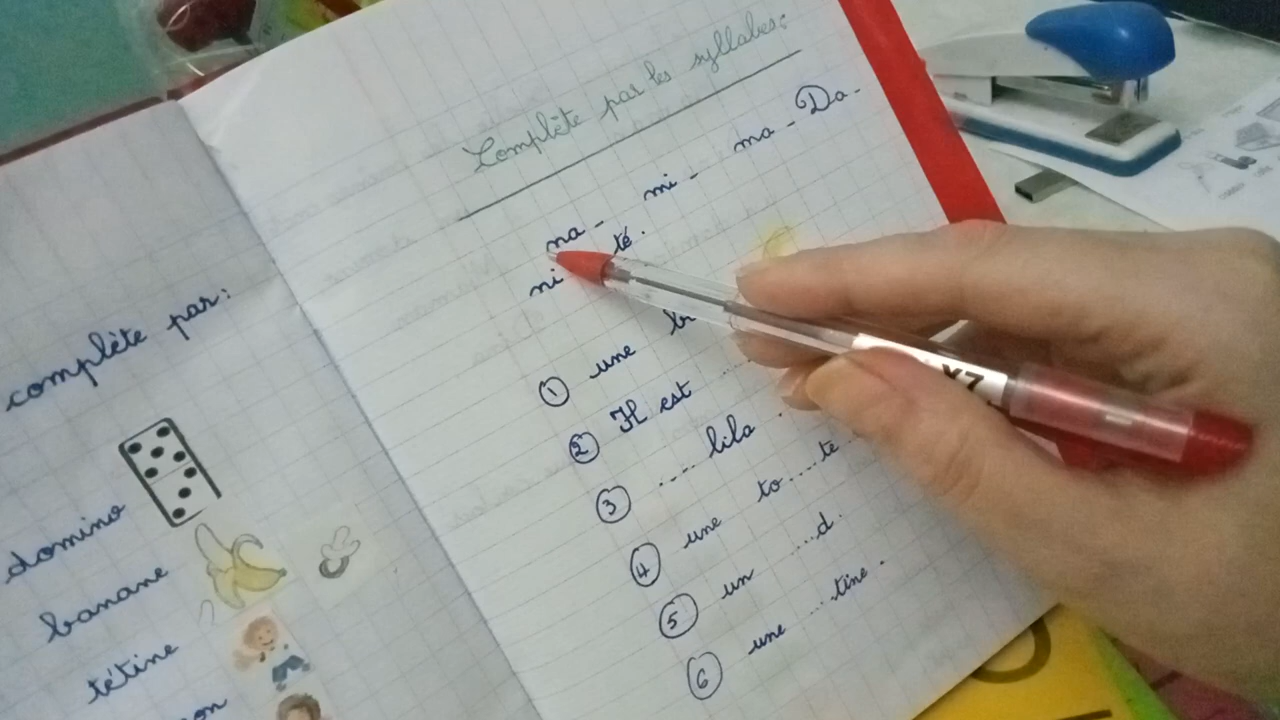 complète par:
domino
banane
tétine
Complète par les syllabes:
na - mi - ma - Da -
ni té.
① une
② Il est ....
③ .... lila .
④ une to....te
⑤ un ....d.
⑥ une ... tine.